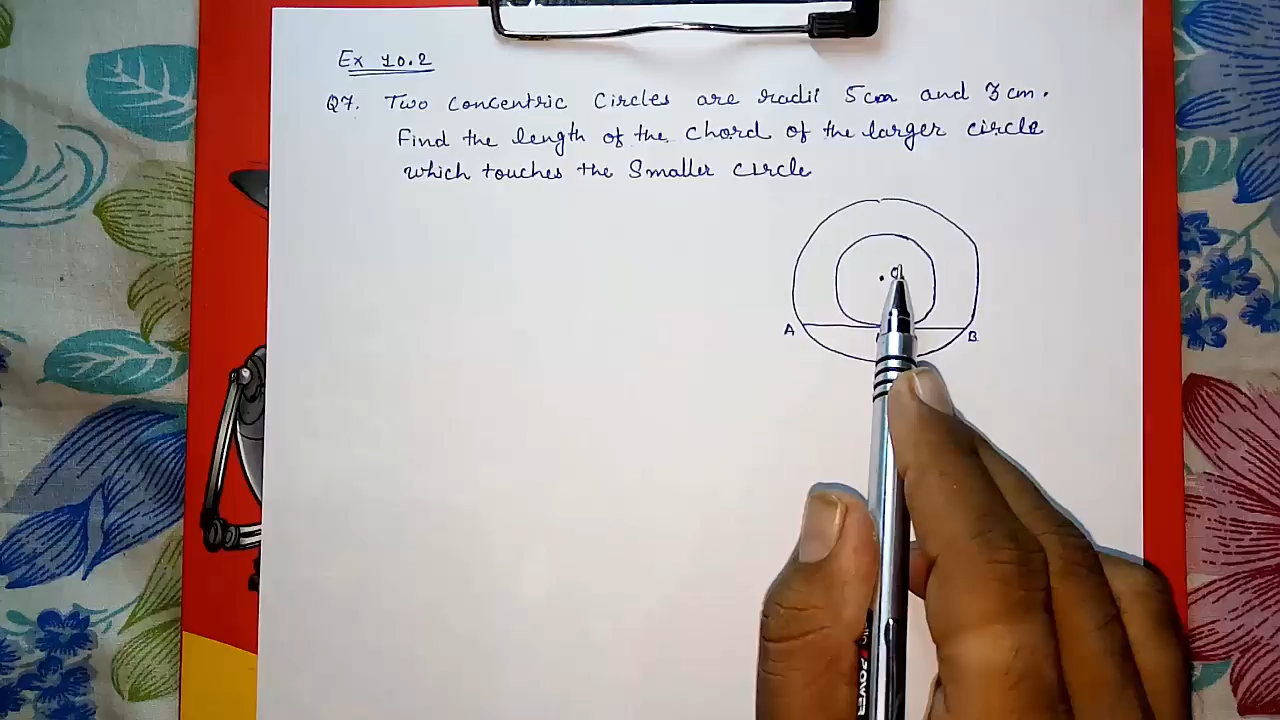 Ex 10.2
Q7. Two concentric circles are radii 5cm and 3cm.
Find the length of the chord of the larger circle
which touches the smaller circle
O
A
B